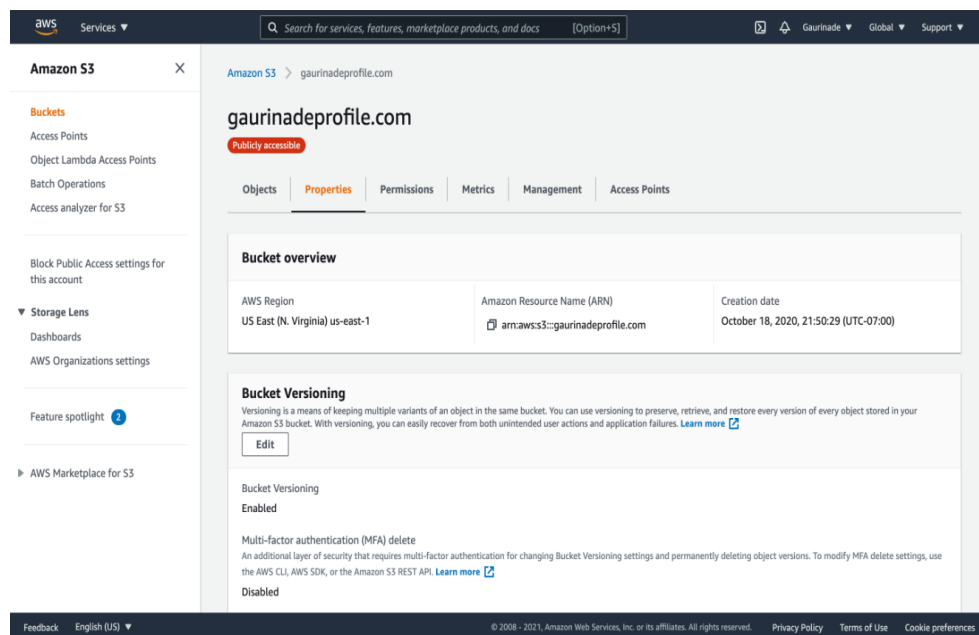 aws
Services ▼
Search for services, features, marketplace products, and docs [Option+S]
Gaurinade ▼
Global ▼
Support ▼
Amazon S3
Buckets
Access Points
Object Lambda Access Points
Batch Operations
Access analyzer for S3
Block Public Access settings for
this account
▼ Storage Lens
Dashboards
AWS Organizations settings
Feature spotlight 2
▶ AWS Marketplace for S3
Amazon S3 > gaurinadeprofile.com
gaurinadeprofile.com
Publicly accessible
Objects
Properties
Permissions
Metrics
Management
Access Points
Bucket overview
AWS Region
US East (N. Virginia) us-east-1
Amazon Resource Name (ARN)
arn:aws:s3:::gaurinadeprofile.com
Creation date
October 18, 2020, 21:50:29 (UTC-07:00)
Bucket Versioning
Versioning is a means of keeping multiple variants of an object in the same bucket. You can use versioning to preserve, retrieve, and restore every version of every object stored in your
Amazon S3 bucket. With versioning, you can easily recover from both unintended user actions and application failures. Learn more
Edit
Bucket Versioning
Enabled
Multi-factor authentication (MFA) delete
An additional layer of security that requires multi-factor authentication for changing Bucket Versioning settings and permanently deleting object versions. To modify MFA delete settings, use
the AWS CLI, AWS SDK, or the Amazon S3 REST API. Learn more
Disabled
Feedback
English (US) ▼
© 2008 - 2021, Amazon Web Services, Inc. or its affiliates. All rights reserved.
Privacy Policy
Terms of Use
Cookie preferences